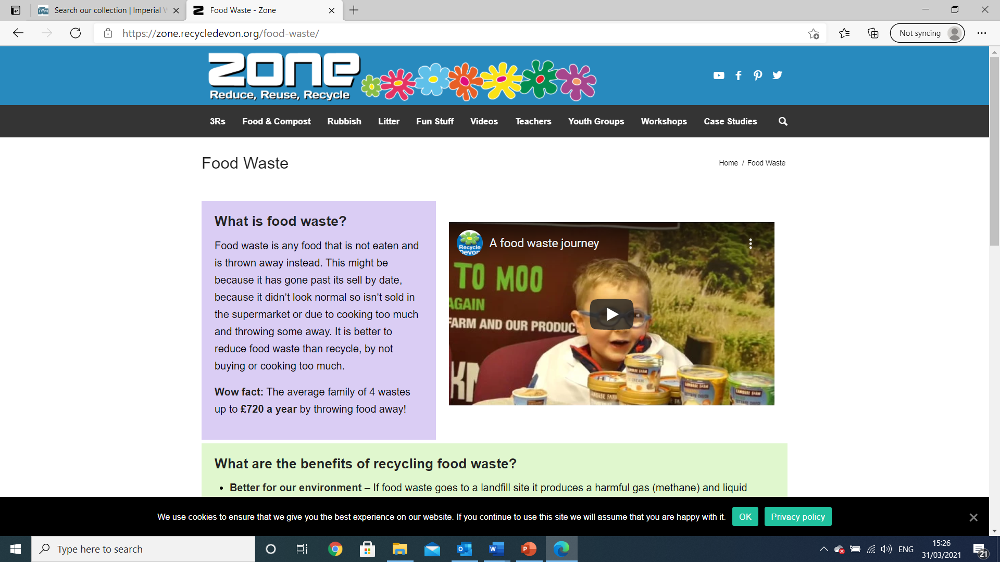 Search our collection | Imperial W
Food Waste - Zone
https://zone.recycledevon.org/food-waste/
Not syncing
zone
Reduce, Reuse, Recycle
3Rs Food & Compost Rubbish Litter Fun Stuff Videos Teachers Youth Groups Workshops Case Studies
Food Waste
Home / Food Waste
What is food waste?
Food waste is any food that is not eaten and
is thrown away instead. This might be
because it has gone past its sell by date,
because it didn’t look normal so isn’t sold in
the supermarket or due to cooking too much
and throwing some away. It is better to
reduce food waste than recycle, by not
buying or cooking too much.
Wow fact: The average family of 4 wastes
up to £720 a year by throwing food away!
Recycle
Devon
A food waste journey
TO MOO
AGAIN
FARM AND OUR PRODUC
KN
LANGAGE FARM
ICE CREAM
What are the benefits of recycling food waste?
• Better for our environment – If food waste goes to a landfill site it produces a harmful gas (methane) and liquid
We use cookies to ensure that we give you the best experience on our website. If you continue to use this site we will assume that you are happy with it. OK Privacy policy
Type here to search
ENG
15:26
31/03/2021
21